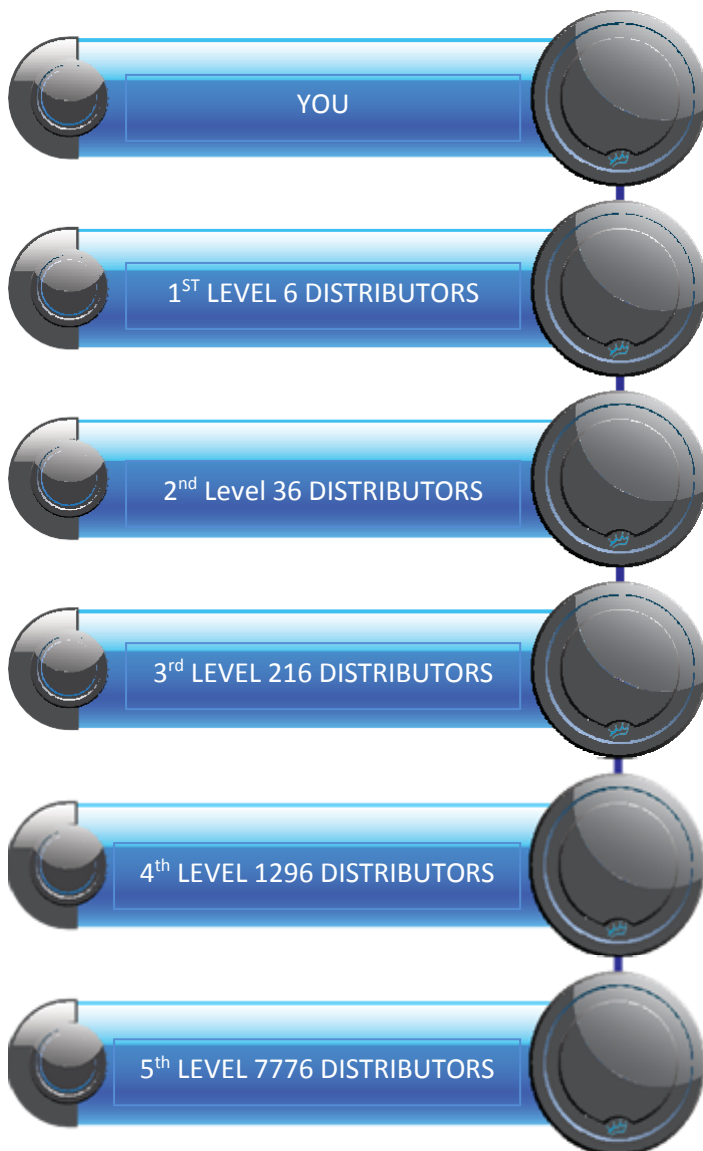 YOU
1ST LEVEL 6 DISTRIBUTORS
2nd Level 36 DISTRIBUTORS
3rd LEVEL 216 DISTRIBUTORS
4th LEVEL 1296 DISTRIBUTORS
5th LEVEL 7776 DISTRIBUTORS